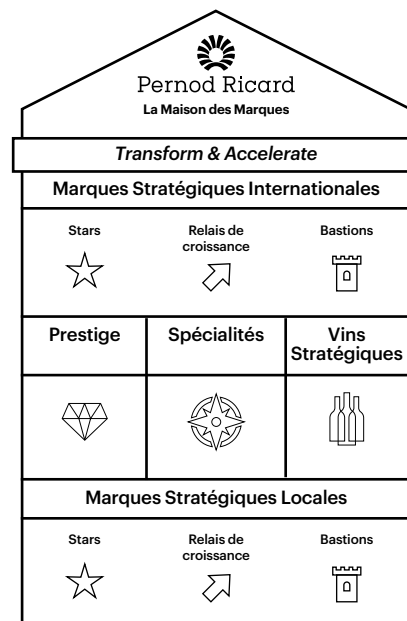 Pernod Ricard
La Maison des Marques
Transform & Accelerate
Marques Stratégiques Internationales
Stars
Relais de
croissance
Bastions
Prestige
Spécialités
Vins
Stratégiques
Marques Stratégiques Locales
Stars
Relais de
croissance
Bastions